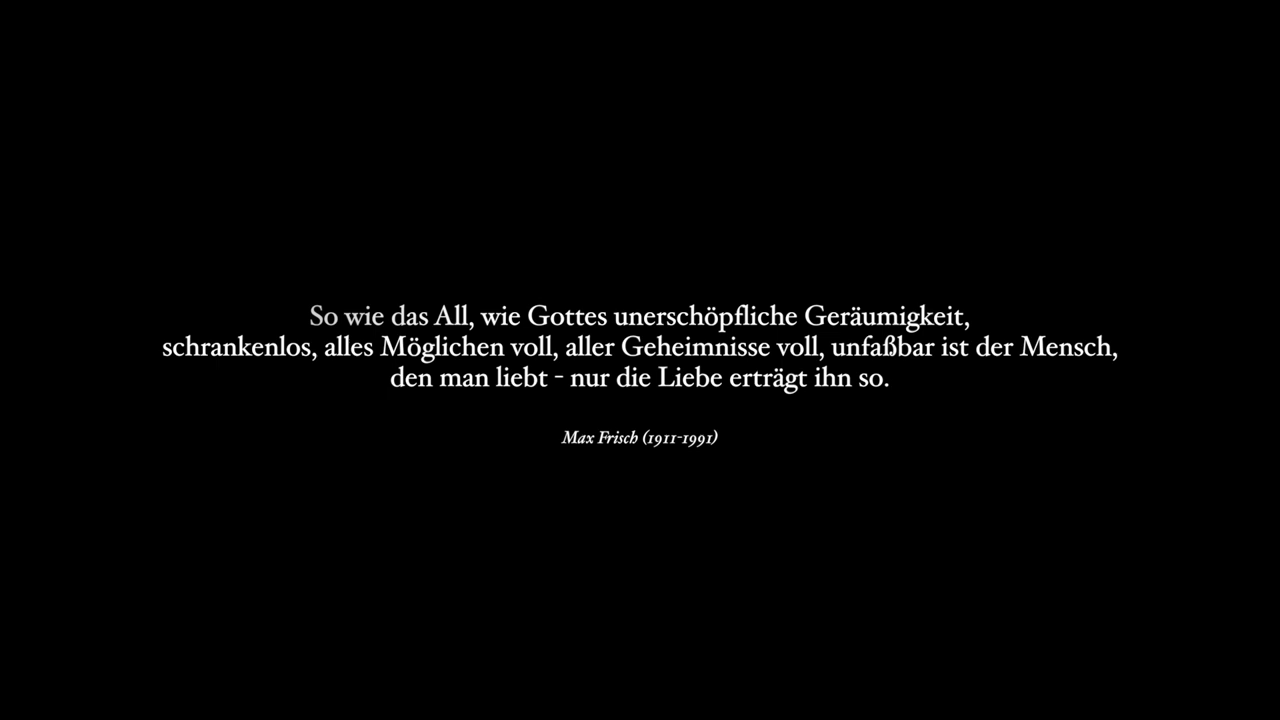 So wie das All, wie Gottes unerschöpfliche Geräumigkeit,
schrankenlos, alles Möglichen voll, aller Geheimnisse voll, unfaßbar ist der Mensch,
den man liebt - nur die Liebe erträgt ihn so.
Max Frisch (1911-1991)